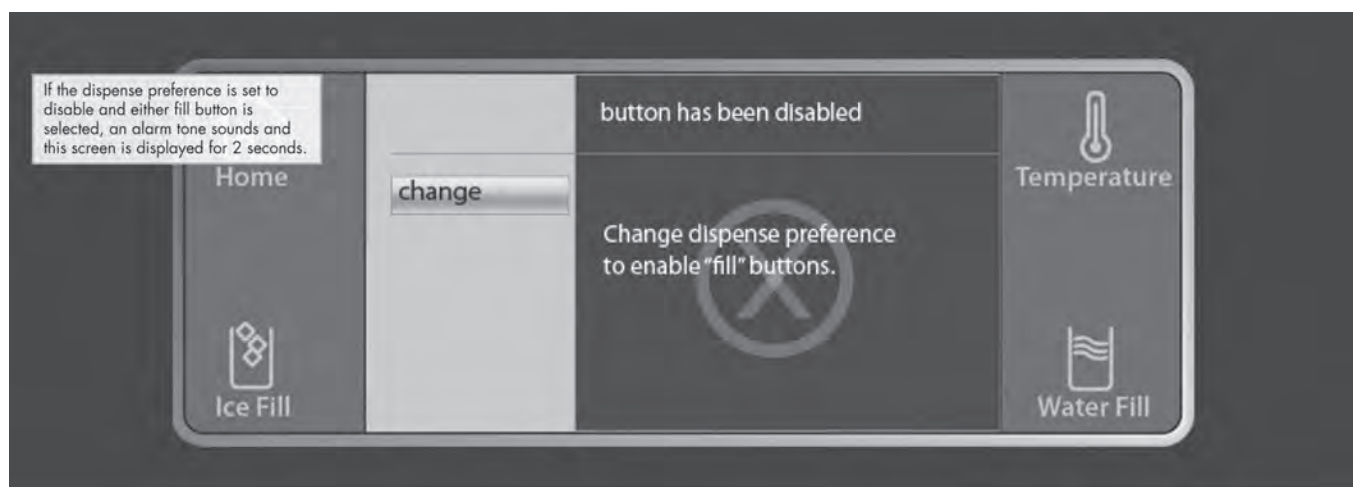 If the dispense preference is set to
disable and either fill button is
selected, an alarm tone sounds and
this screen is displayed for 2 seconds.
button has been disabled
Home
change
Temperature
Change dispense preference
to enable “fill” buttons.
Ice Fill
Water Fill